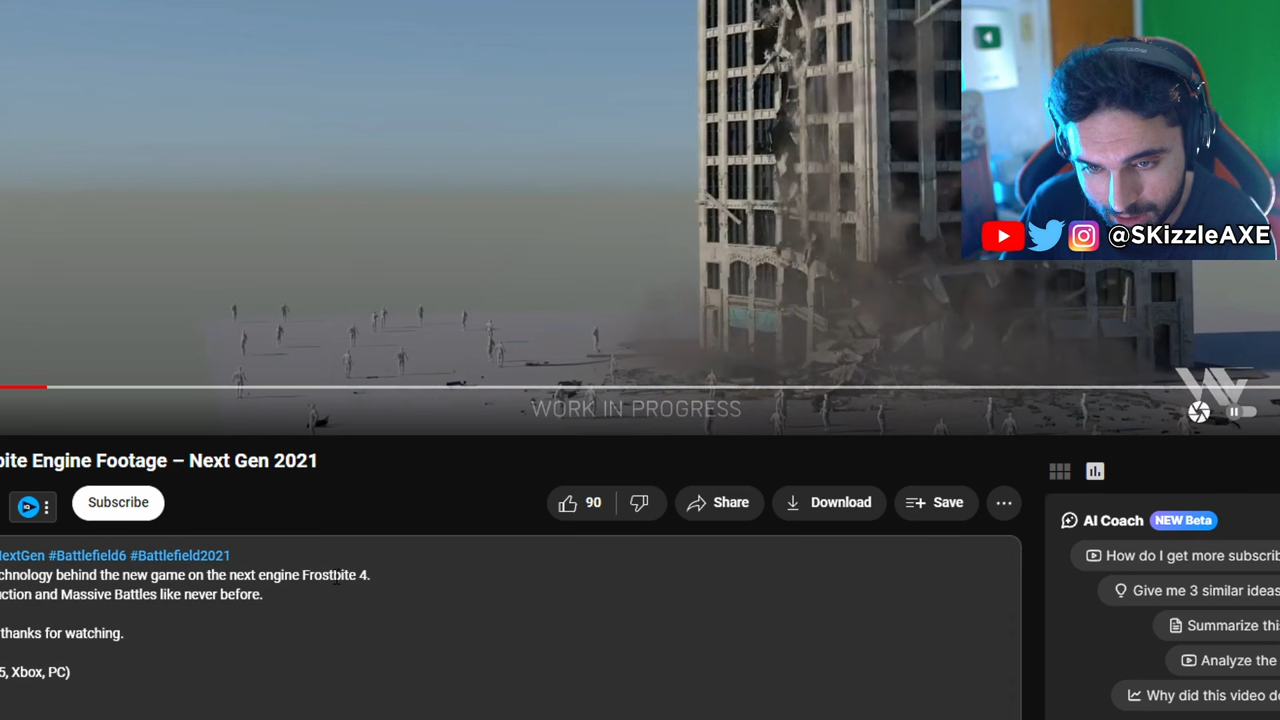 @SKizzleAXE
WORK IN PROGRESS
bite Engine Footage – Next Gen 2021
Subscribe
90
Share
Download
Save
AI Coach NEW Beta
NextGen #Battlefield6 #Battlefield2021
chnology behind the new game on the next engine Frostbite 4.
uction and Massive Battles like never before.
thanks for watching.
5, Xbox, PC)
How do I get more subscrib
Give me 3 similar ideas
Summarize this
Analyze the
Why did this video do